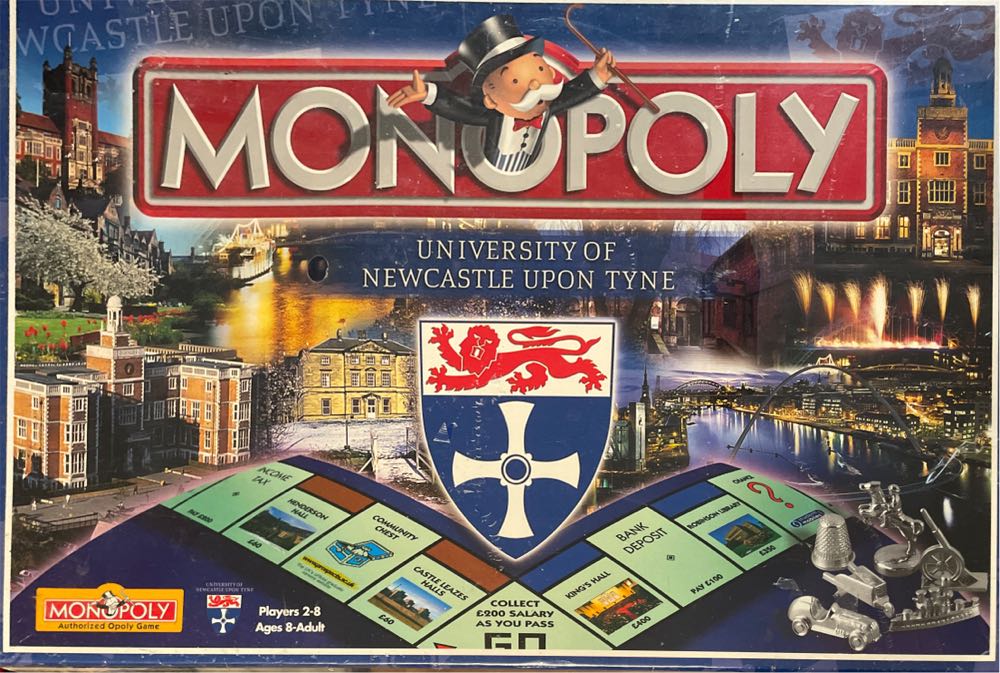 UNIVERSITY OF
NEWCASTLE UPON TYNE
MONOPOLY
UNIVERSITY OF
NEWCASTLE UPON TYNE
INCOME
TAX
PAY £200
HENDERSON
HALL
£60
COMMUNITY
CHEST
CASTLE LEAZES
HALLS
£60
COLLECT
£200 SALARY
AS YOU PASS
GO
KING'S HALL
£400
BANK
DEPOSIT
PAY £100
ROBINSON LIBRARY
£350
CHANCE
?
MONOPOLY
Authorized Opoly Game
UNIVERSITY OF
NEWCASTLE UPON TYNE
Players 2-8
Ages 8-Adult